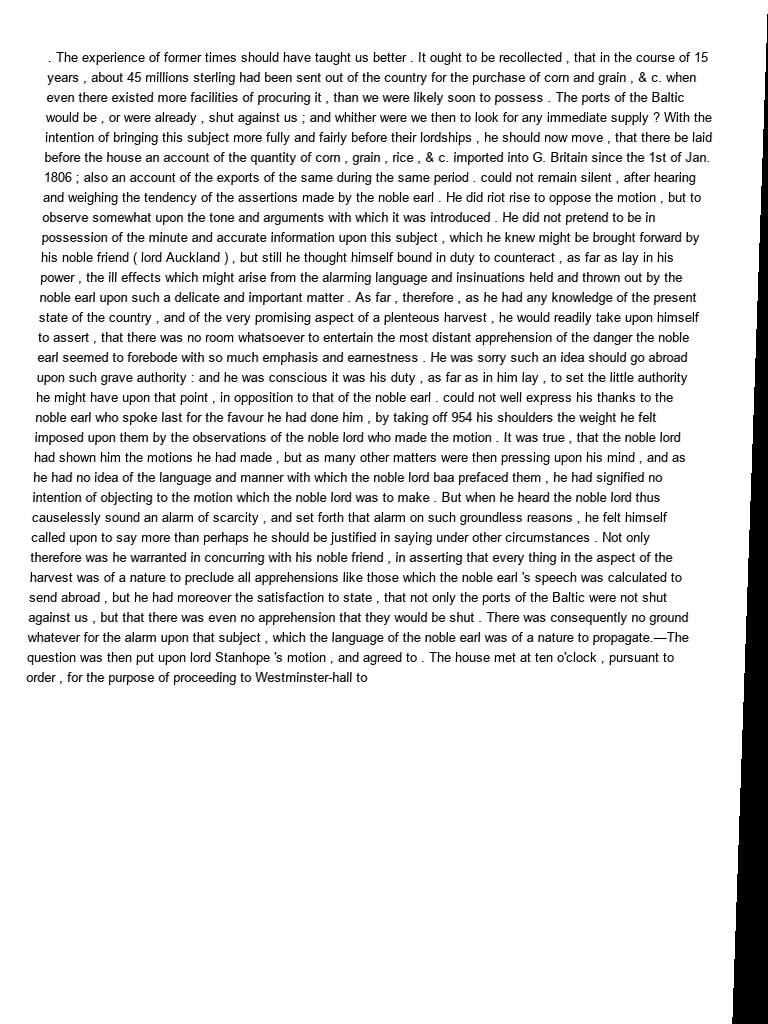 . The experience of former times should have taught us better . It ought to be recollected , that in the course of 15
years , about 45 millions sterling had been sent out of the country for the purchase of corn and grain , & c. when
even there existed more facilities of procuring it , than we were likely soon to possess . The ports of the Baltic
would be , or were already , shut against us ; and whither were we then to look for any immediate supply ? With the
intention of bringing this subject more fully and fairly before their lordships , he should now move , that there be laid
before the house an account of the quantity of corn , grain , rice , & c. imported into G. Britain since the 1st of Jan.
1806 ; also an account of the exports of the same during the same period . could not remain silent , after hearing
and weighing the tendency of the assertions made by the noble earl . He did riot rise to oppose the motion , but to
observe somewhat upon the tone and arguments with which it was introduced . He did not pretend to be in
possession of the minute and accurate information upon this subject , which he knew might be brought forward by
his noble friend ( lord Auckland ) , but still he thought himself bound in duty to counteract , as far as lay in his
power , the ill effects which might arise from the alarming language and insinuations held and thrown out by the
noble earl upon such a delicate and important matter . As far , therefore , as he had any knowledge of the present
state of the country , and of the very promising aspect of a plenteous harvest , he would readily take upon himself
to assert , that there was no room whatsoever to entertain the most distant apprehension of the danger the noble
earl seemed to forebode with so much emphasis and earnestness . He was sorry such an idea should go abroad
upon such grave authority : and he was conscious it was his duty , as far as in him lay , to set the little authority
he might have upon that point , in opposition to that of the noble earl . could not well express his thanks to the
noble earl who spoke last for the favour he had done him , by taking off 954 his shoulders the weight he felt
imposed upon them by the observations of the noble lord who made the motion . It was true , that the noble lord
had shown him the motions he had made , but as many other matters were then pressing upon his mind , and as
he had no idea of the language and manner with which the noble lord baa prefaced them , he had signified no
intention of objecting to the motion which the noble lord was to make . But when he heard the noble lord thus
causelessly sound an alarm of scarcity , and set forth that alarm on such groundless reasons , he felt himself
called upon to say more than perhaps he should be justified in saying under other circumstances . Not only
therefore was he warranted in concurring with his noble friend , in asserting that every thing in the aspect of the
harvest was of a nature to preclude all apprehensions like those which the noble earl 's speech was calculated to
send abroad , but he had moreover the satisfaction to state , that not only the ports of the Baltic were not shut
against us , but that there was even no apprehension that they would be shut . There was consequently no ground
whatever for the alarm upon that subject , which the language of the noble earl was of a nature to propagate.—The
question was then put upon lord Stanhope 's motion , and agreed to . The house met at ten o'clock , pursuant to
order , for the purpose of proceeding to Westminster-hall to